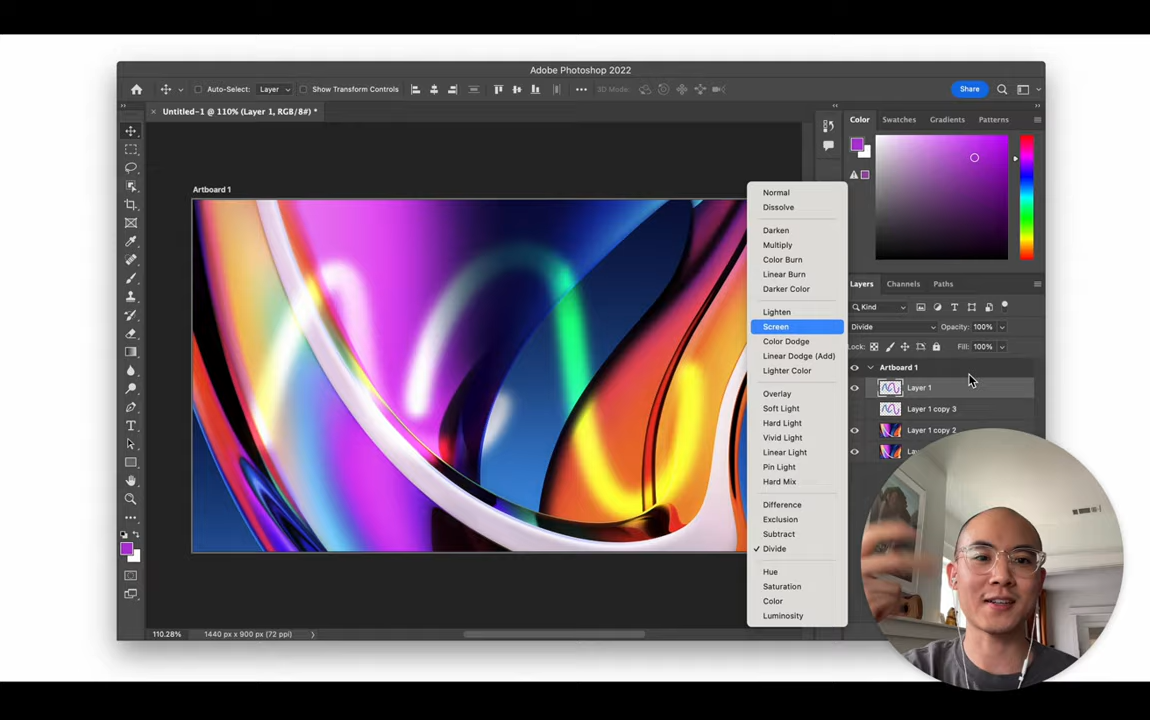 Adobe Photoshop 2022
Auto-Select: Layer Show Transform Controls 3D Mode: Share
Untitled-1 @ 110% (Layer 1, RGB/8#) *
Color Swatches Gradients Patterns
Artboard 1
Normal
Dissolve
Darken
Multiply
Color Burn
Linear Burn
Darker Color
Lighten
Screen
Color Dodge
Linear Dodge (Add)
Lighter Color
Overlay
Soft Light
Hard Light
Vivid Light
Linear Light
Pin Light
Hard Mix
Difference
Exclusion
Subtract
Divide
Hue
Saturation
Color
Luminosity
Layers Channels Paths
Kind
Divide Opacity: 100%
Lock: Fill: 100%
Artboard 1
Layer 1
Layer 1 copy 3
Layer 1 copy 2
110.28% 1440 px x 900 px (72 ppi)